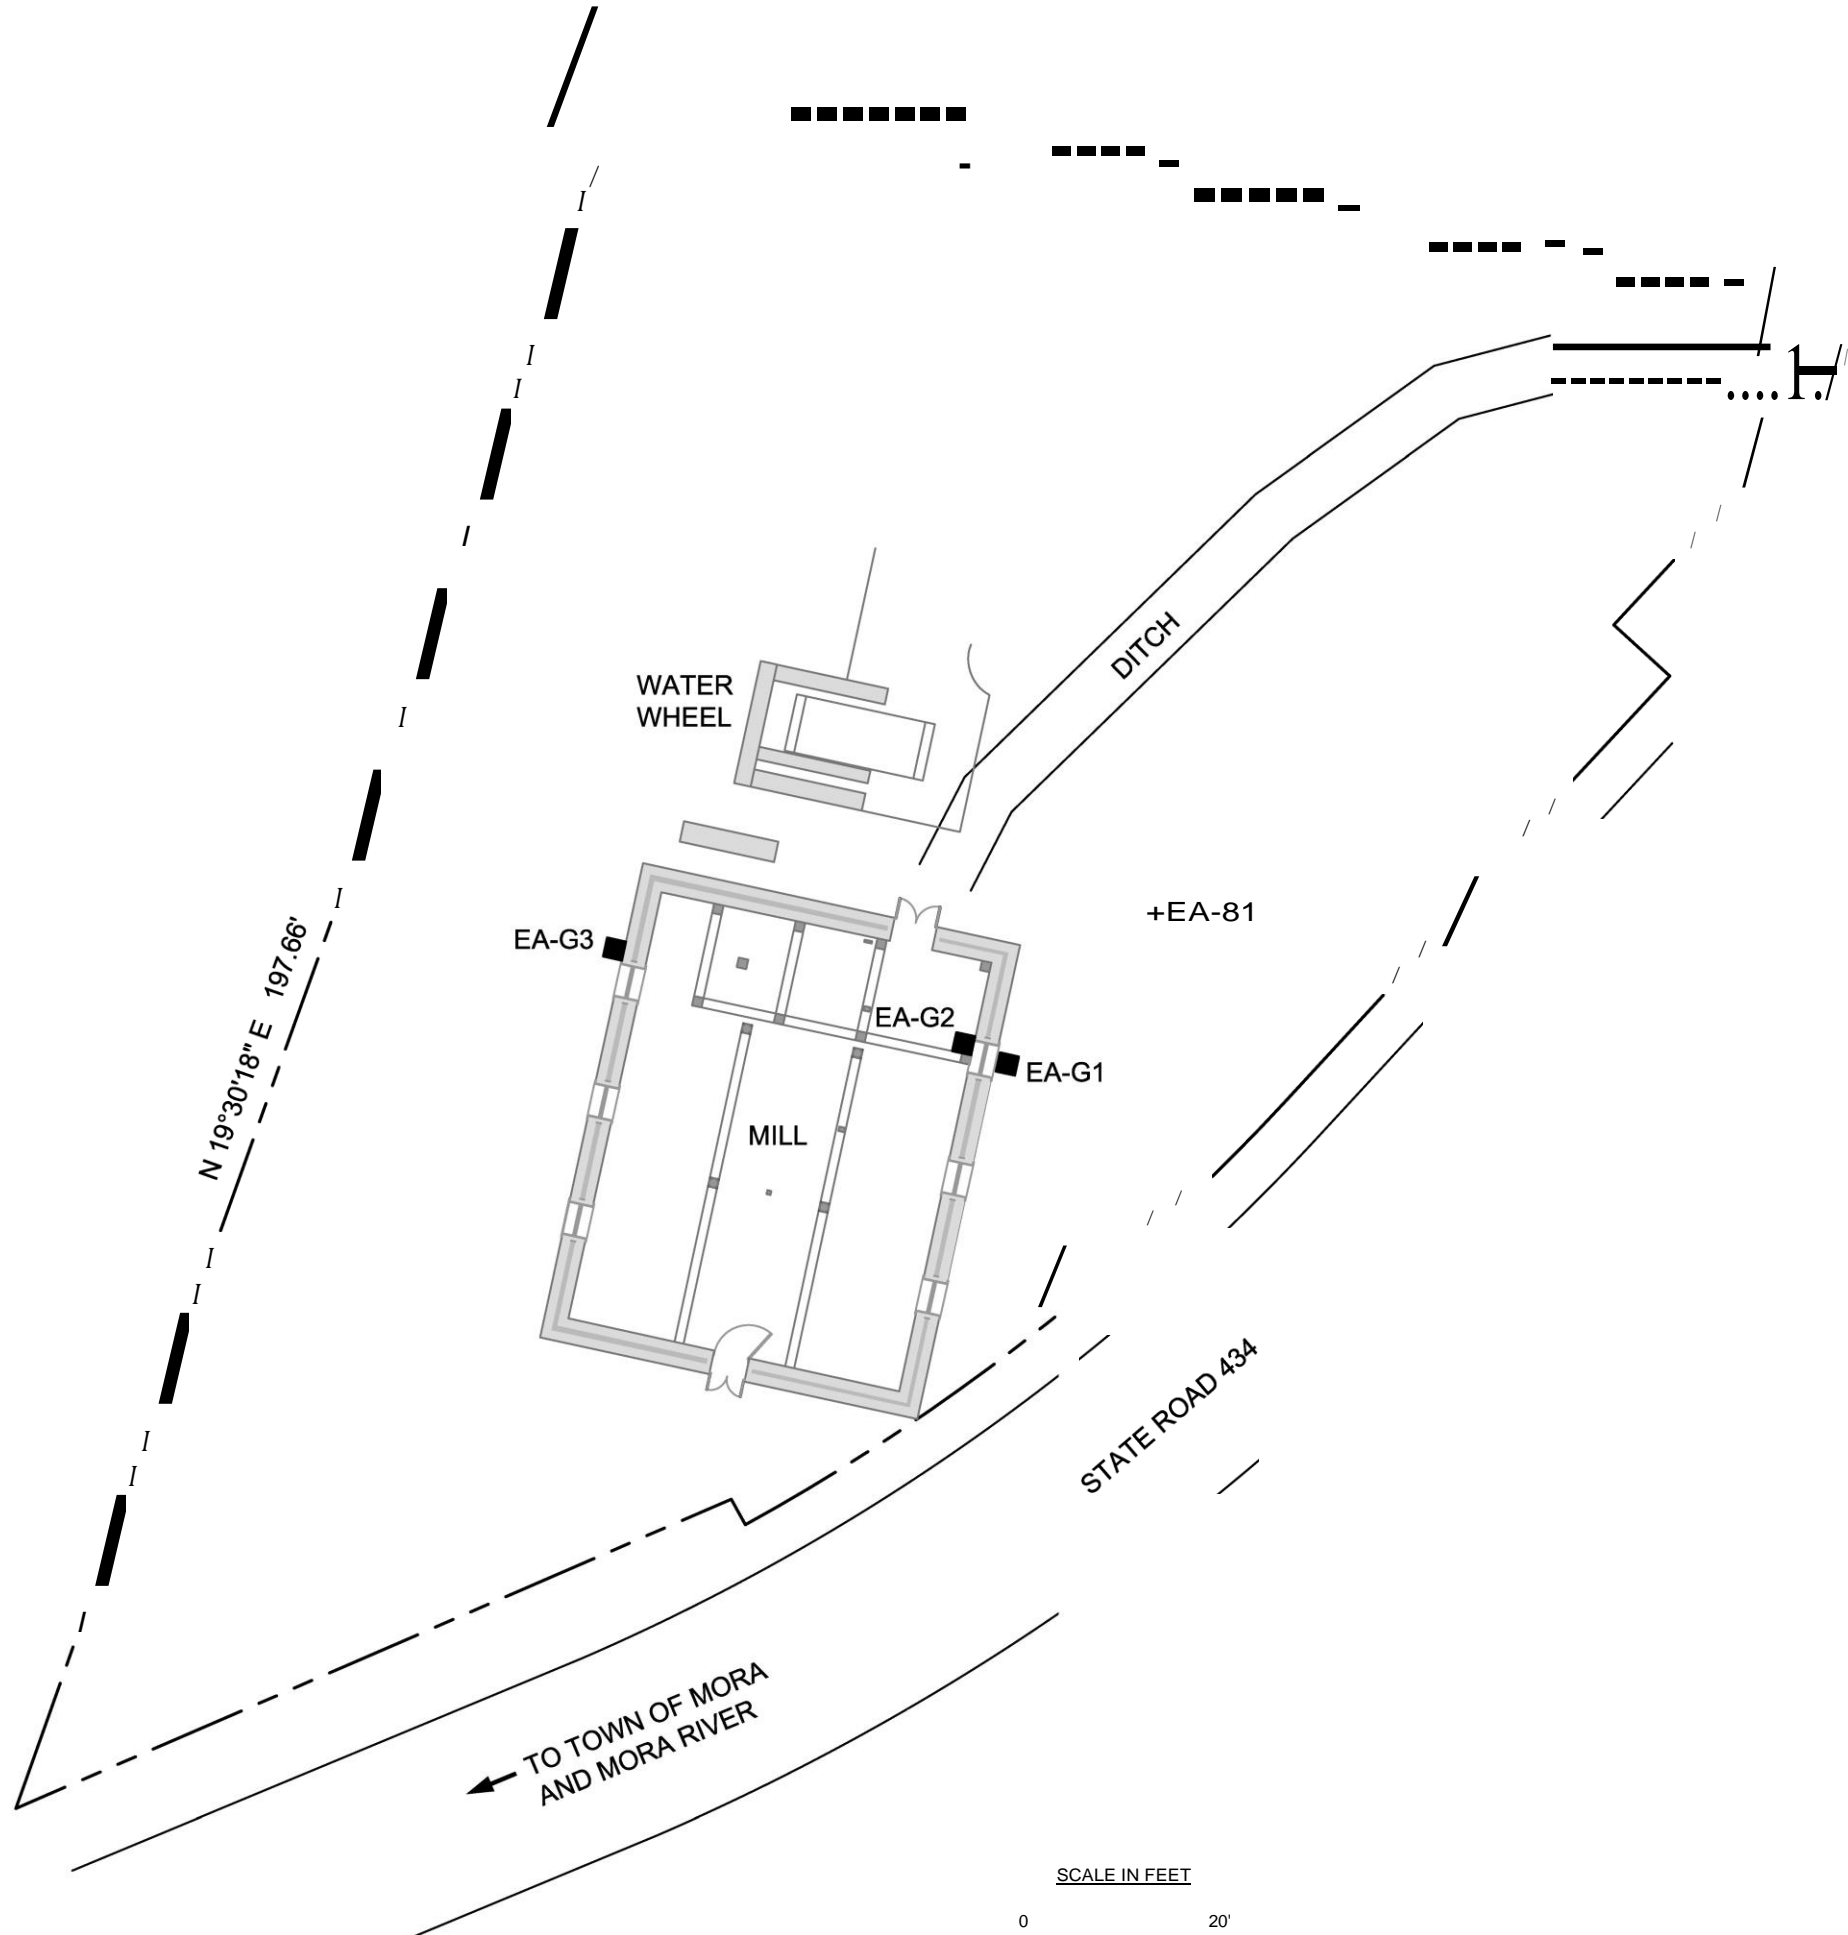 WATER
WHEEL
DITCH
+EA-81
EA-G3
N 19°30'18" E 197.66'
EA-G2
EA-G1
MILL
STATE ROAD 434
TO TOWN OF MORA
AND MORA RIVER
SCALE IN FEET
0 20'